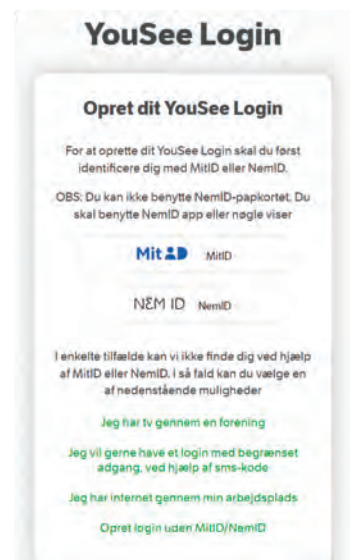 YouSee Login
Opret dit YouSee Login
For at oprette dit YouSee Login skal du først
identificere dig med MitID eller NemID.
OBS: Du kan ikke benytte NemID-papkortet. Du
skal benytte NemID app eller nøgle viser
Mit ID MitID
NEM ID NemID
I enkelte tilfælde kan vi ikke finde dig ved hjælp
af MitID eller NemID. I så fald kan du vælge en
af nedenstående muligheder
Jeg har tv gennem en forening
Jeg vil gerne have et login med begrænset
adgang, ved hjælp af sms-kode
Jeg har internet gennem min arbejdsplads
Opret login uden MitID/NemID